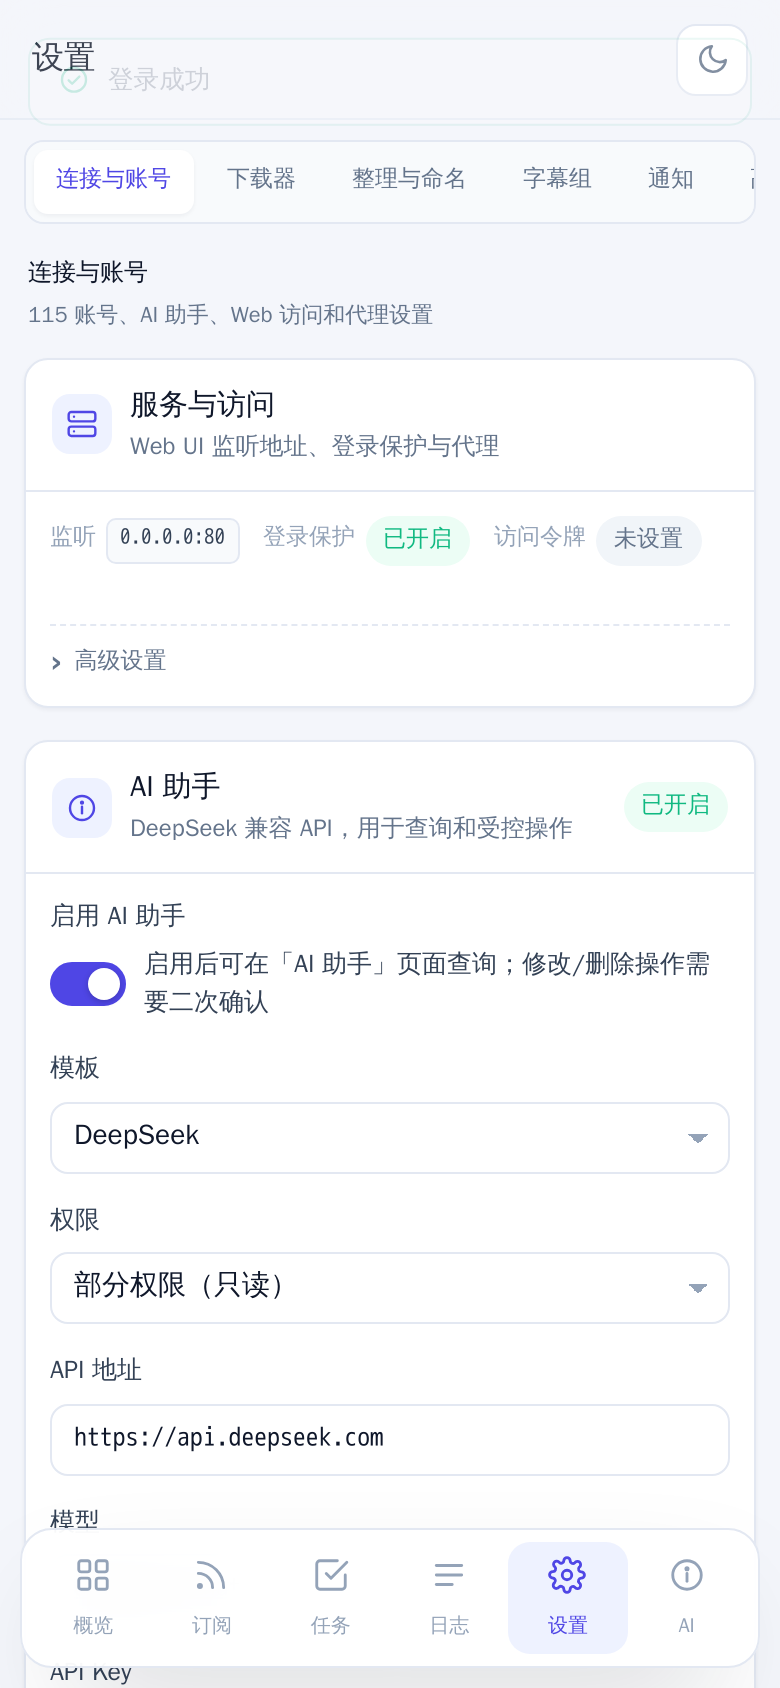 设置
登录成功
连接与账号 下载器 整理与命名 字幕组 通知
连接与账号
115 账号、AI 助手、Web 访问和代理设置
服务与访问
Web UI 监听地址、登录保护与代理
监听 0.0.0.0:80 登录保护 已开启 访问令牌 未设置
› 高级设置
AI 助手
已开启
DeepSeek 兼容 API，用于查询和受控操作
启用 AI 助手
启用后可在「AI 助手」页面查询；修改/删除操作需
要二次确认
模板
DeepSeek
权限
部分权限（只读）
API 地址
https://api.deepseek.com
模型
概览 订阅 任务 日志 设置 AI
API Key